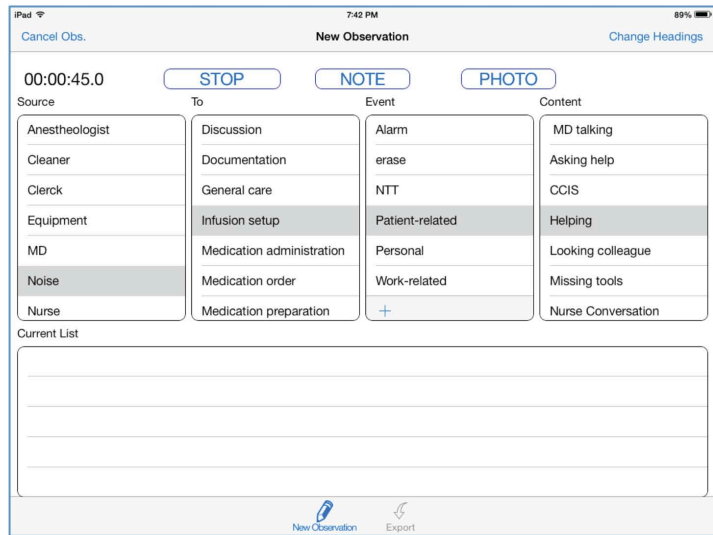 iPad 7:42 PM 89%
Cancel Obs. New Observation Change Headings
00:00:45.0 STOP NOTE PHOTO
Source To Event Content
Anestheologist Discussion Alarm MD talking
Cleaner Documentation erase Asking help
Clerck General care NTT CCIS
Equipment Infusion setup Patient-related Helping
MD Medication administration Personal Looking colleague
Noise Medication order Work-related Missing tools
Nurse Medication preparation + Nurse Conversation
Current List
New Observation Export